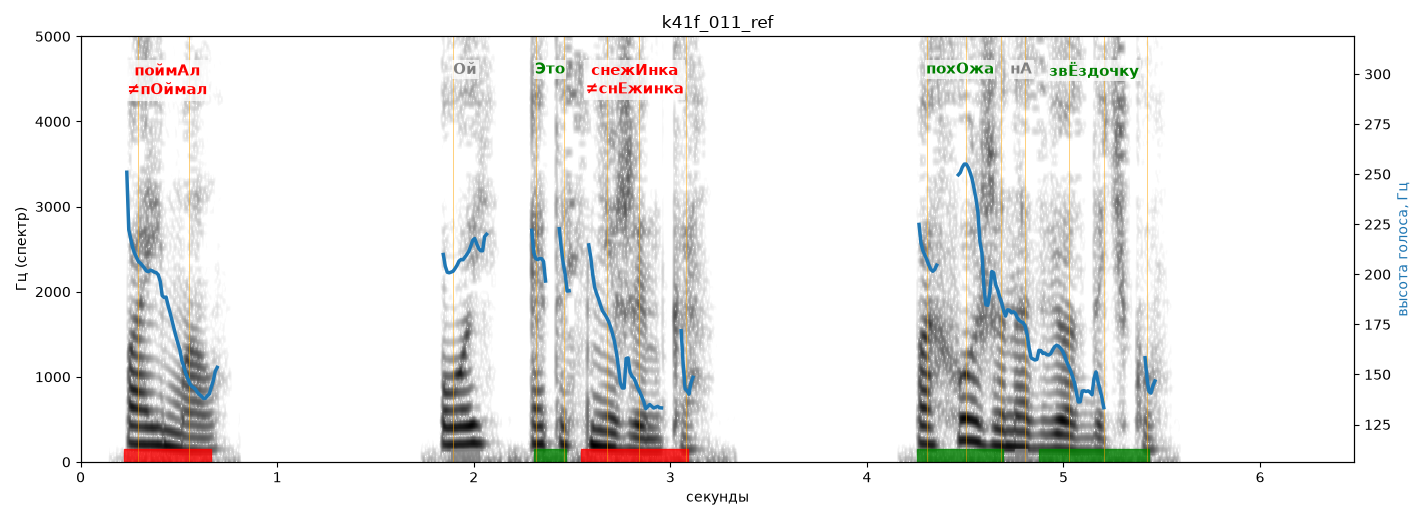 k41f_011_ref
5000
4000
3000
2000
1000
0
Гц (спектр)
поймАл
≠пОймал
Ой
Это
снежИнка
≠снЕжинка
похОжа
нА
звЁздочку
300
275
250
225
200
175
150
125
высота голоса, Гц
0 1 2 3 4 5 6
секунды